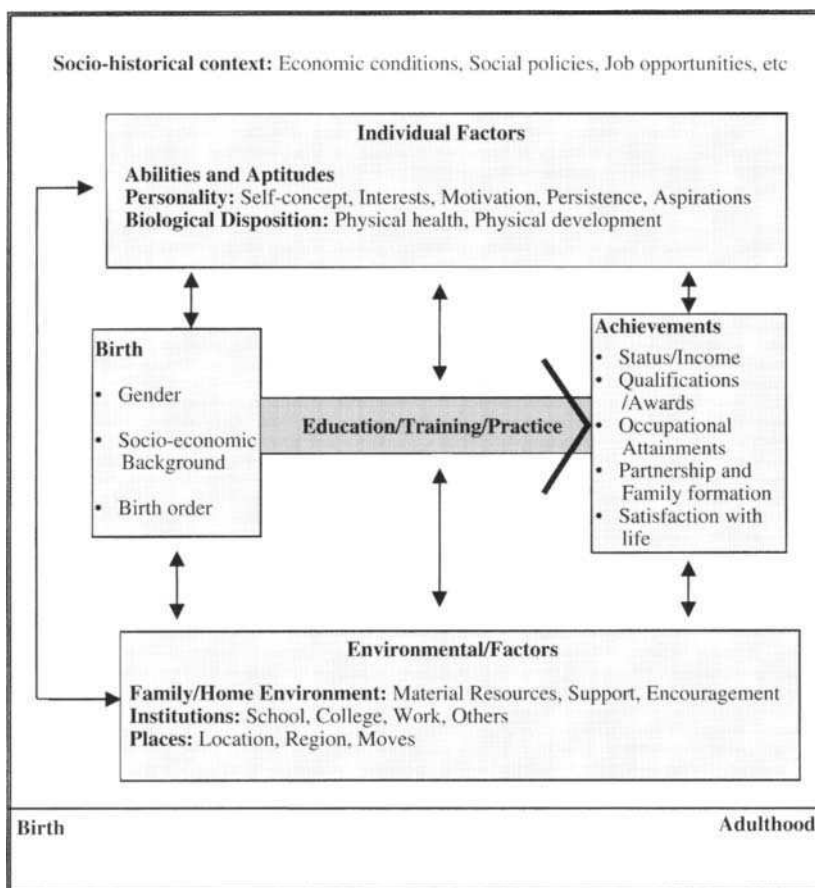 Socio-historical context: Economic conditions, Social policies, Job opportunities, etc
Individual Factors
Abilities and Aptitudes
Personality: Self-concept, Interests, Motivation, Persistence, Aspirations
Biological Disposition: Physical health, Physical development
Birth
• Gender
• Socio-economic
Background
• Birth order
Education/Training/Practice
Achievements
• Status/Income
• Qualifications
/Awards
• Occupational
Attainments
• Partnership and
Family formation
• Satisfaction with
life
Environmental/Factors
Family/Home Environment: Material Resources, Support, Encouragement
Institutions: School, College, Work, Others
Places: Location, Region, Moves
Birth
Adulthood